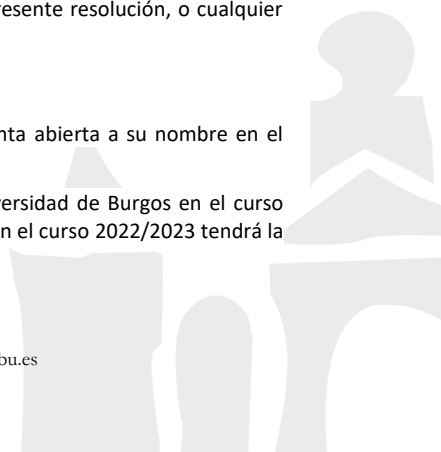 resente resolución, o cualquier
nta abierta a su nombre en el
versidad de Burgos en el curso
n el curso 2022/2023 tendrá la
bu.es